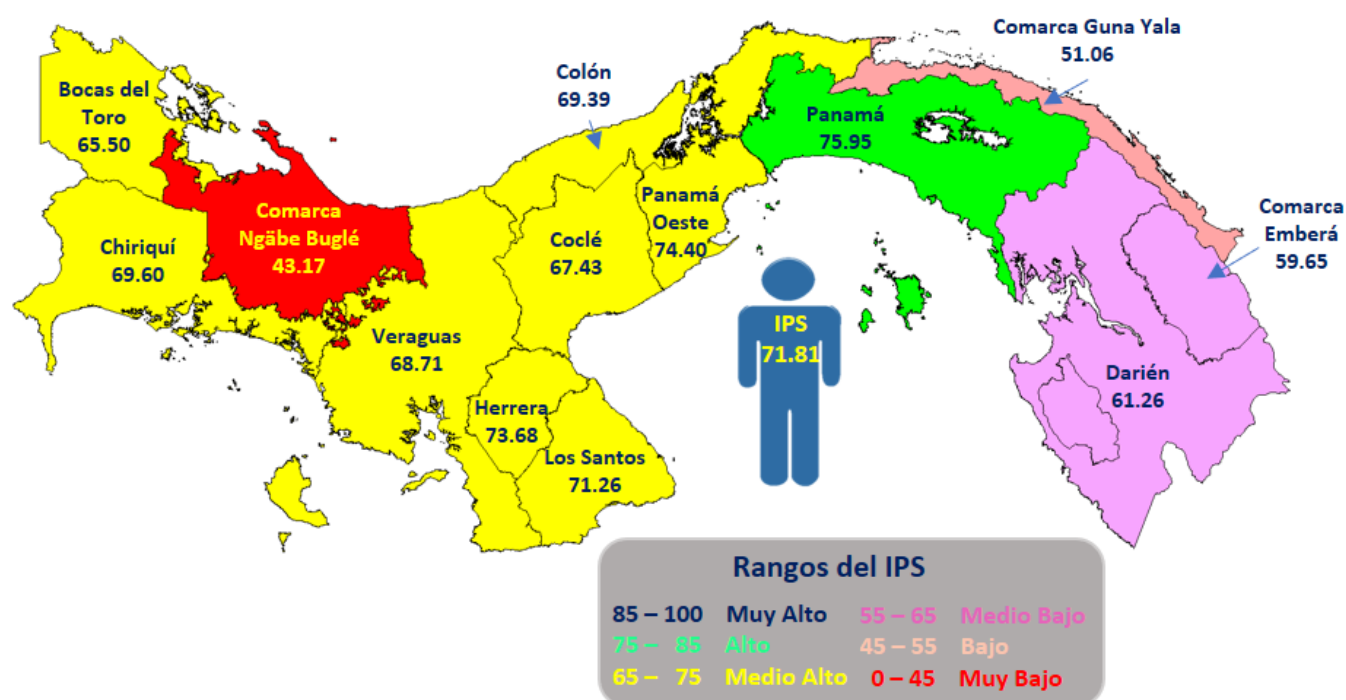 Comarca Guna Yala
51.06
Bocas del
Toro
65.50
Colón
69.39
Panamá
75.95
Comarca
Ngäbe Buglé
43.17
Chiriquí
69.60
Coclé
67.43
Panamá
Oeste
74.40
Comarca
Emberá
59.65
Veraguas
68.71
IPS
71.81
Herrera
73.68
Los Santos
71.26
Darién
61.26
Rangos del IPS
85 – 100 Muy Alto
75 – 85 Alto
65 – 75 Medio Alto
55 – 65 Medio Bajo
45 – 55 Bajo
0 – 45 Muy Bajo